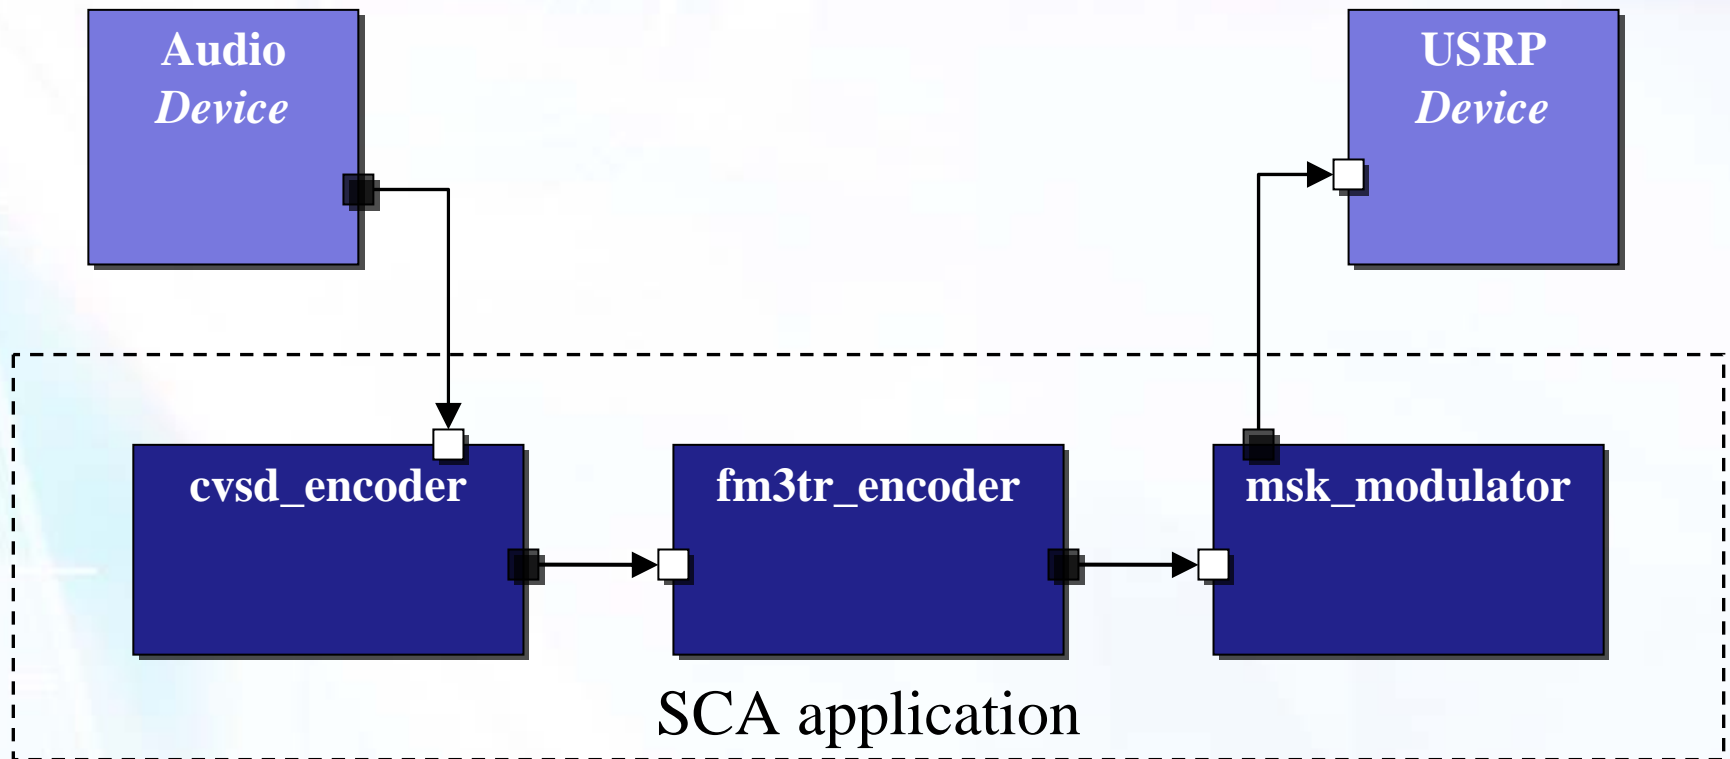 Audio
Device
USRP
Device
cvsd_encoder
fm3tr_encoder
msk_modulator
SCA application